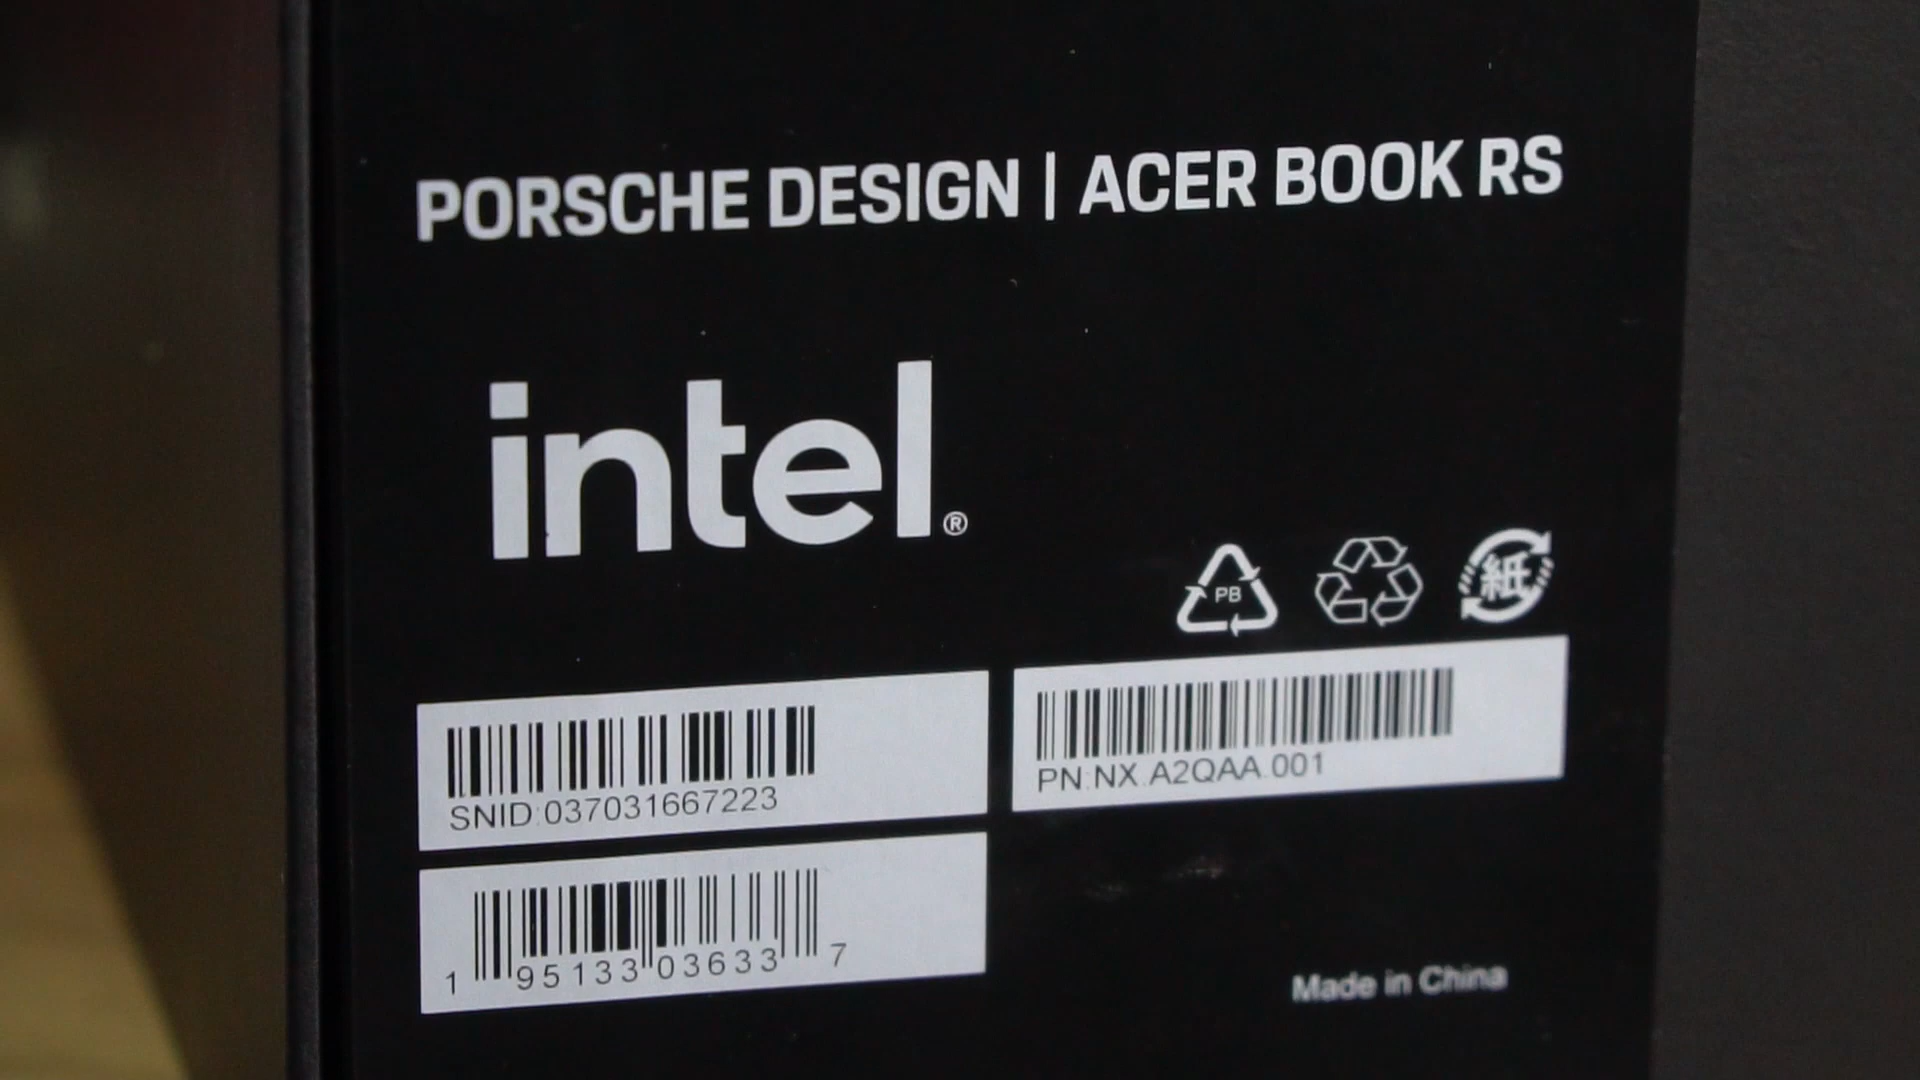 PORSCHE DESIGN | ACER BOOK RS
intel®
PB
紙
SNID:037031667223
PN:NX.A2QAA.001
1 95133 03633 7
Made in China